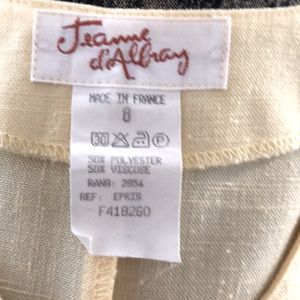 Jeanne
d'Albray
MADE IN FRANCE
8
50% POLYESTER
50% VISCOSE
RANG: 2854
REF: EPRIS
F418260